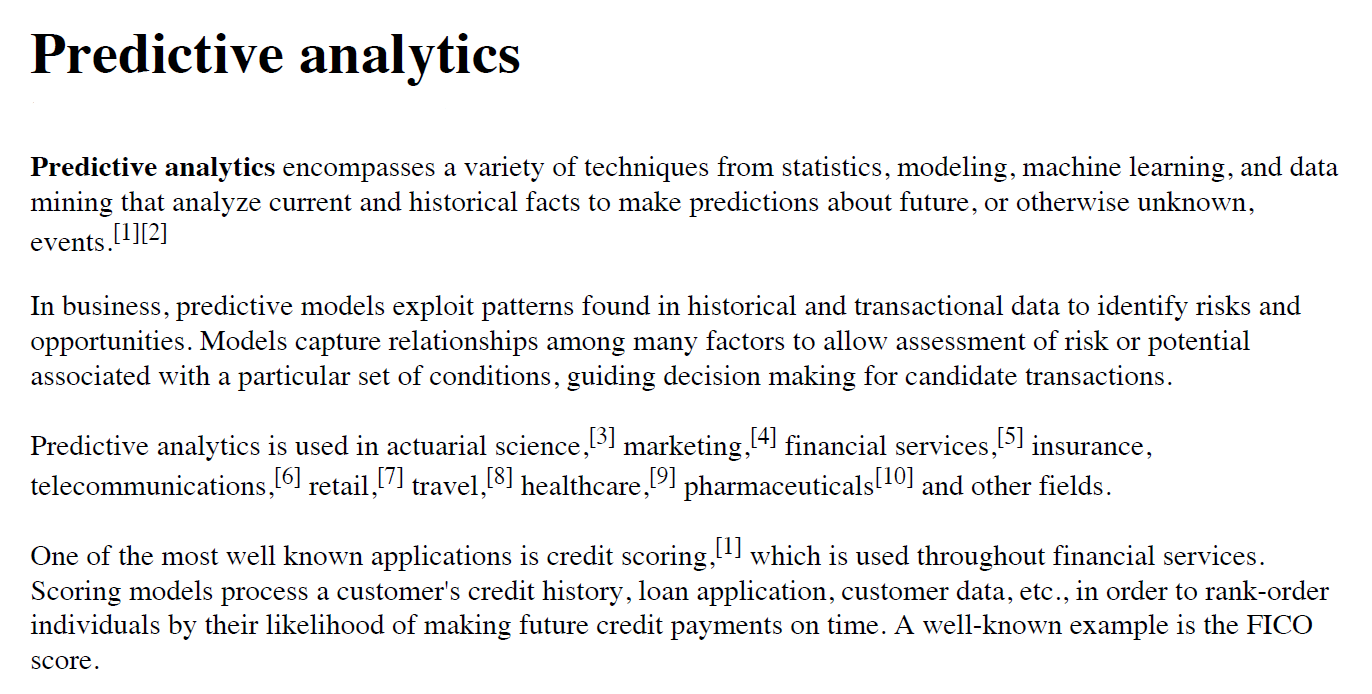 Predictive analytics
Predictive analytics encompasses a variety of techniques from statistics, modeling, machine learning, and data
mining that analyze current and historical facts to make predictions about future, or otherwise unknown,
events.[1][2]
In business, predictive models exploit patterns found in historical and transactional data to identify risks and
opportunities. Models capture relationships among many factors to allow assessment of risk or potential
associated with a particular set of conditions, guiding decision making for candidate transactions.
Predictive analytics is used in actuarial science,[3] marketing,[4] financial services,[5] insurance,
telecommunications,[6] retail,[7] travel,[8] healthcare,[9] pharmaceuticals[10] and other fields.
One of the most well known applications is credit scoring,[1] which is used throughout financial services.
Scoring models process a customer's credit history, loan application, customer data, etc., in order to rank-order
individuals by their likelihood of making future credit payments on time. A well-known example is the FICO
score.